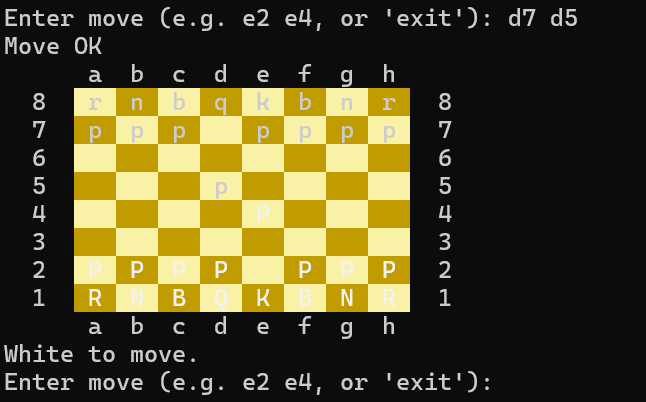 Enter move (e.g. e2 e4, or 'exit'): d7 d5
Move OK
a b c d e f g h
8 r n b q k b n r 8
7 p p p p p p p 7
6 6
5 p 5
4 P 4
3 3
2 P P P P P P P 2
1 R N B Q K B N R 1
a b c d e f g h
White to move.
Enter move (e.g. e2 e4, or 'exit'):